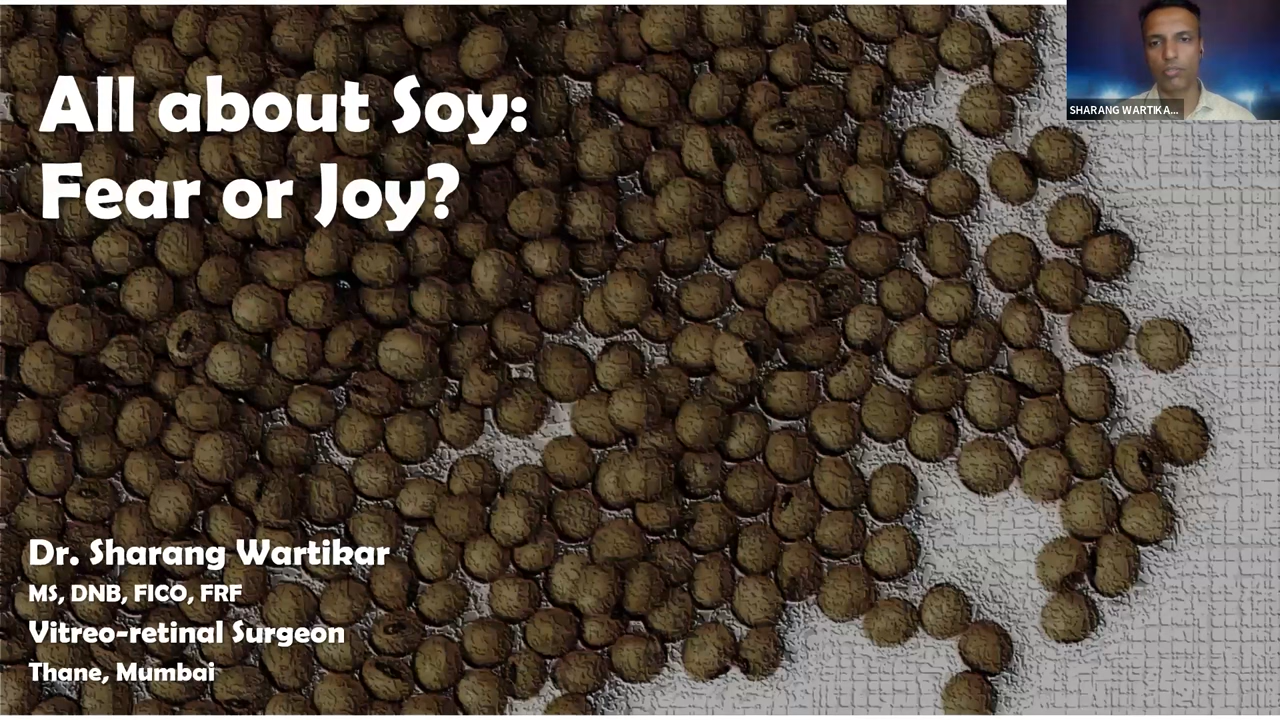 All about Soy:
Fear or Joy?
SHARANG WARTIKA...
Dr. Sharang Wartikar
MS, DNB, FICO, FRF
Vitreo-retinal Surgeon
Thane, Mumbai